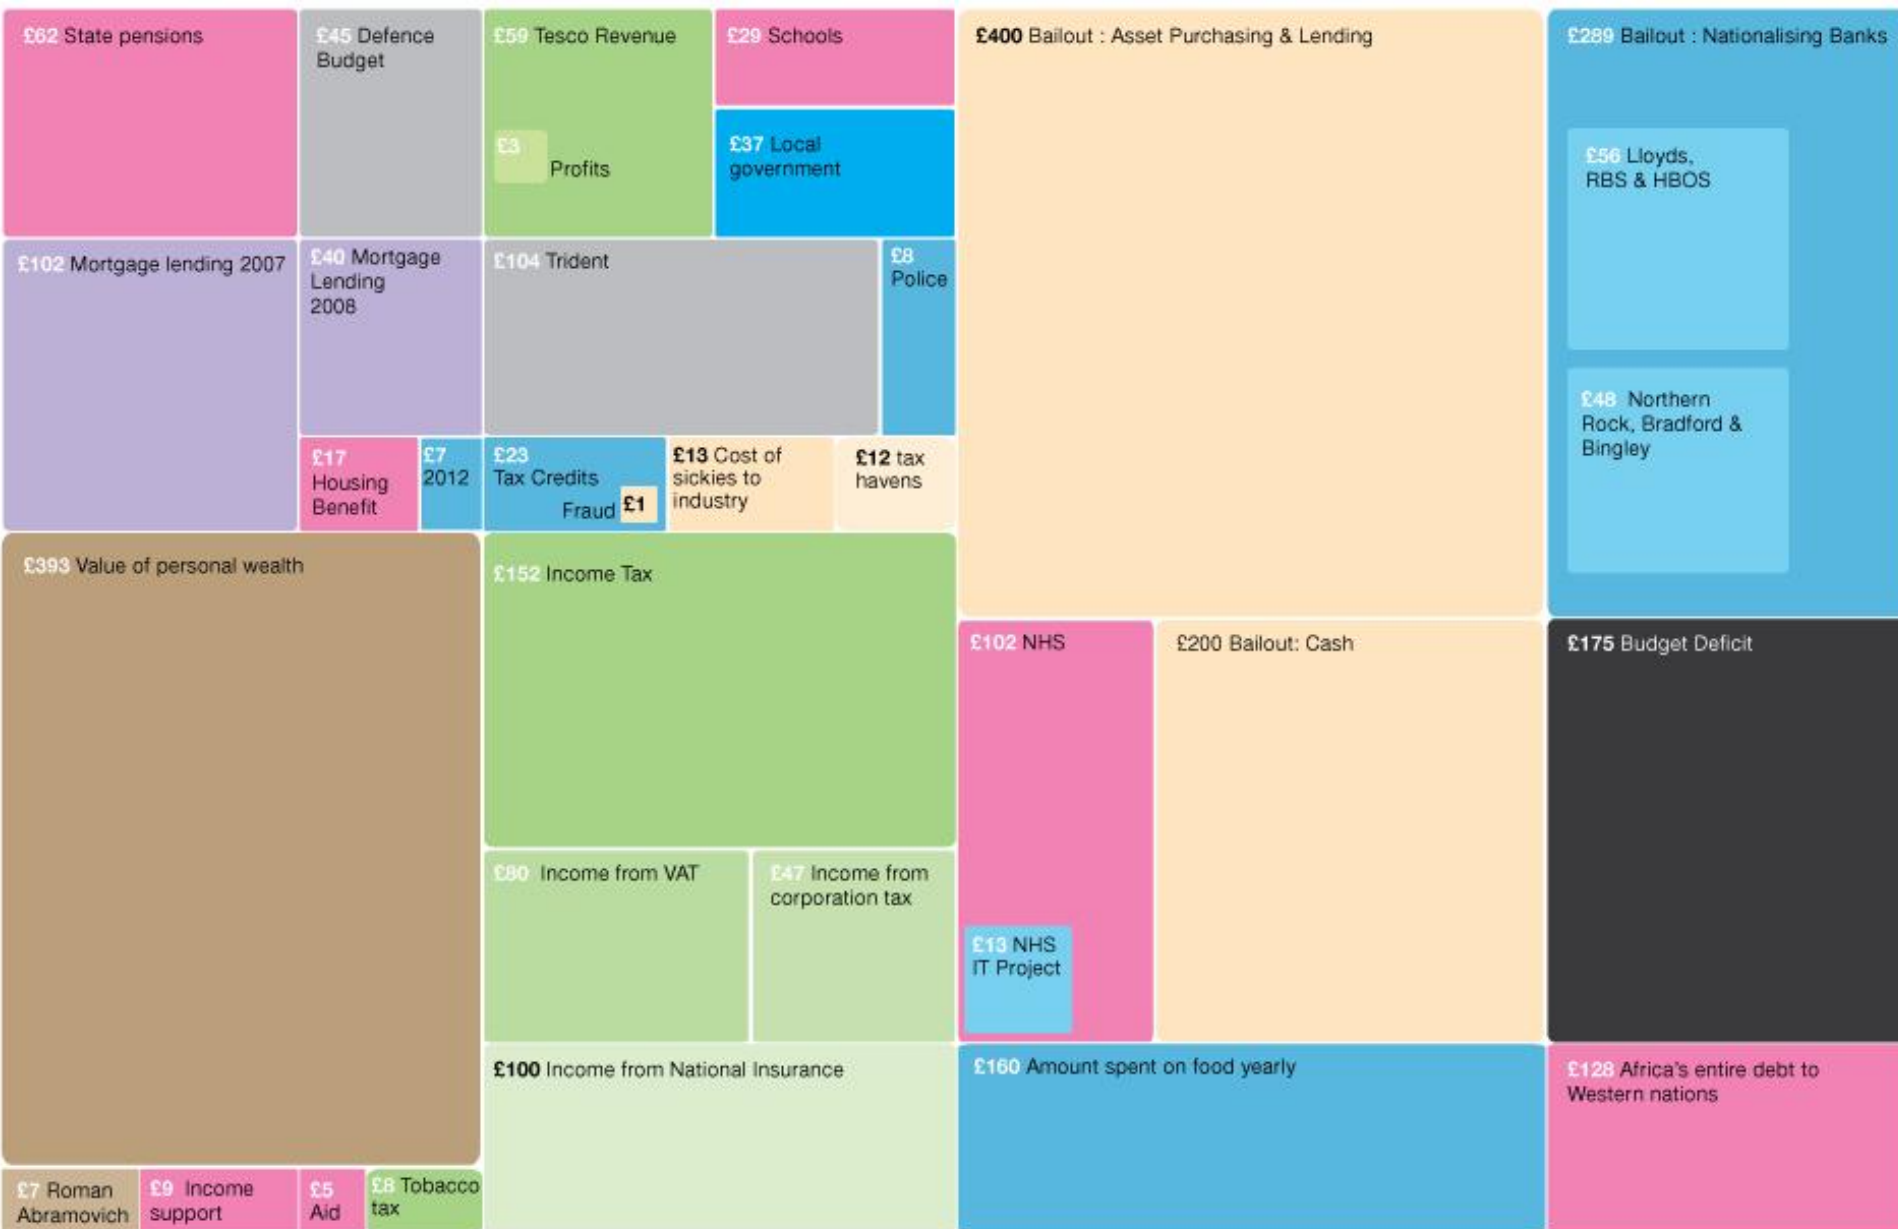 £62 State pensions
£45 Defence
Budget
£59 Tesco Revenue
£3
Profits
£29 Schools
£37 Local
government
£400 Bailout : Asset Purchasing & Lending
£289 Bailout : Nationalising Banks
£56 Lloyds,
RBS & HBOS
£48 Northern
Rock, Bradford &
Bingley
£102 Mortgage lending 2007
£40 Mortgage
Lending
2008
£104 Trident
£8
Police
£17
Housing
Benefit
£7
2012
£23
Tax Credits
Fraud £1
£13 Cost of
sickies to
industry
£12 tax
havens
£393 Value of personal wealth
£152 Income Tax
£102 NHS
£13 NHS
IT Project
£200 Bailout: Cash
£175 Budget Deficit
£80 Income from VAT
£47 Income from
corporation tax
£100 Income from National Insurance
£160 Amount spent on food yearly
£128 Africa's entire debt to
Western nations
£7 Roman
Abramovich
£9 Income
support
£5
Aid
£8 Tobacco
tax